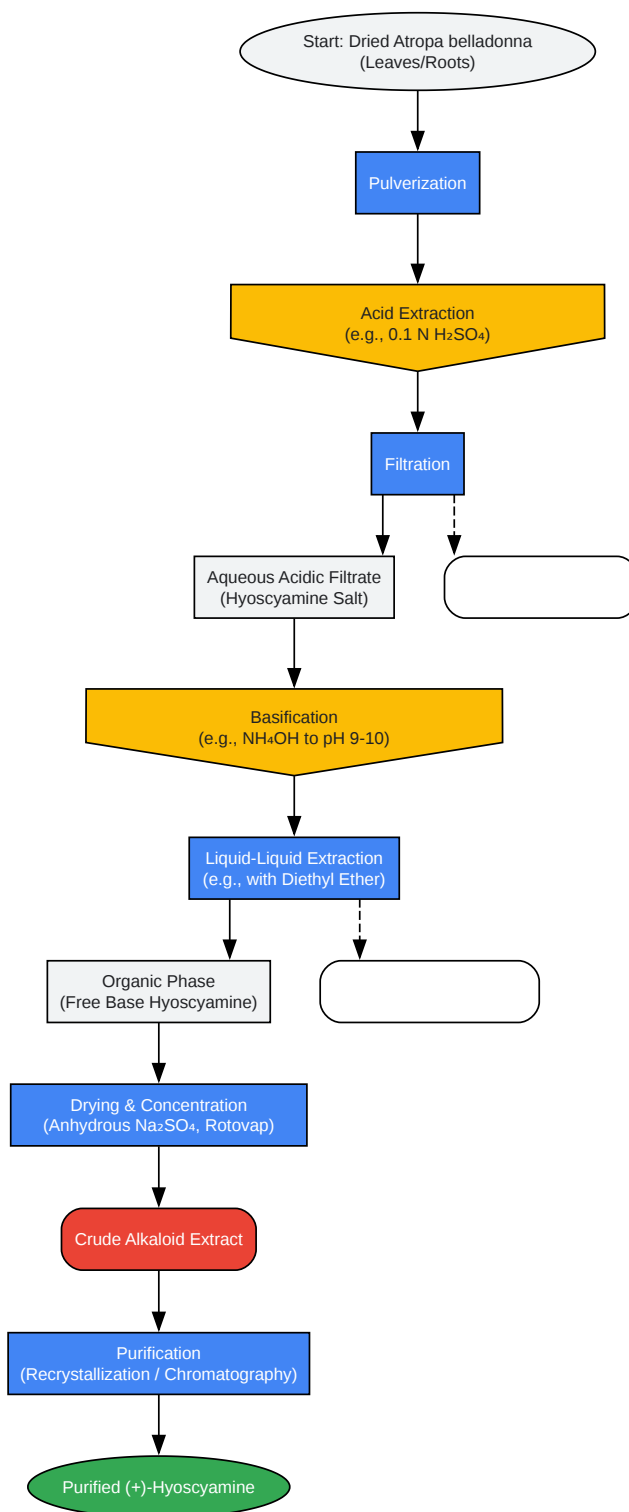 Start: Dried Atropa belladonna
(Leaves/Roots)
Pulverization
Acid Extraction
(e.g., 0.1 N H₂SO₄)
Filtration
Aqueous Acidic Filtrate
(Hyoscyamine Salt)
Basification
(e.g., NH₄OH to pH 9-10)
Liquid-Liquid Extraction
(e.g., with Diethyl Ether)
Organic Phase
(Free Base Hyoscyamine)
Drying & Concentration
(Anhydrous Na₂SO₄, Rotovap)
Crude Alkaloid Extract
Purification
(Recrystallization / Chromatography)
Purified (+)-Hyoscyamine